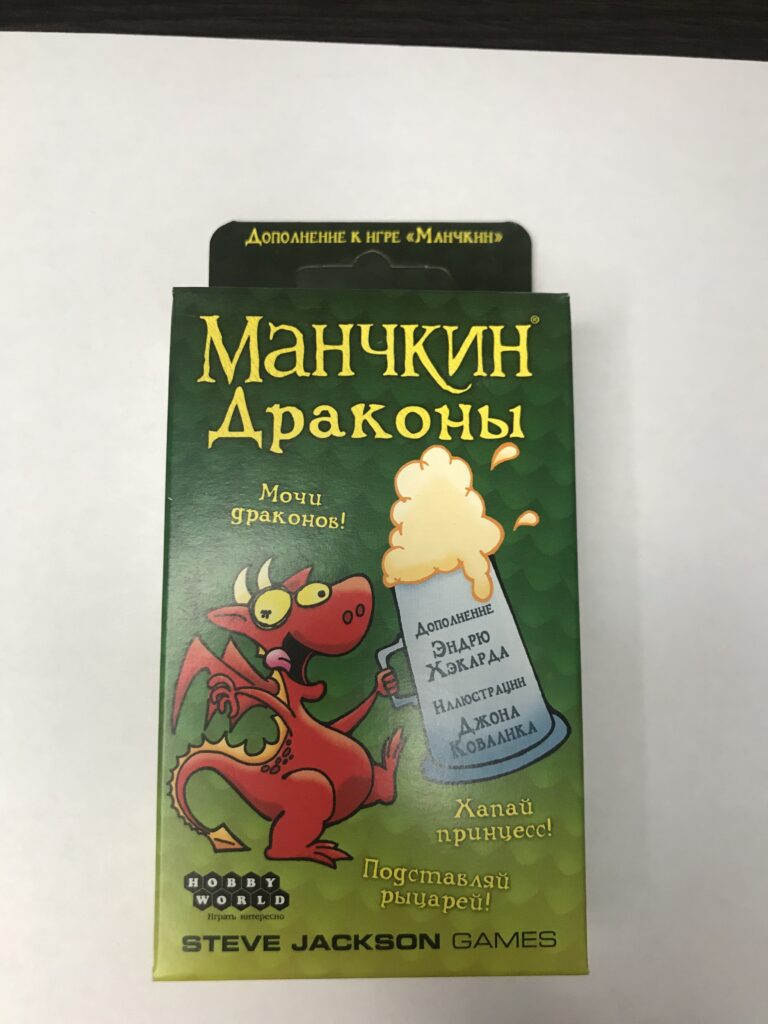 Дополнение к игре «Манчкин»
Манчкин®
Драконы
Мочи
драконов!
Дополнение
Эндрю
Хэкарда
Иллюстрации
Джона
Ковалика
Хапай
принцесс!
Подставляй
рыцарей!
HOBBY
WORLD
Играть интересно
STEVE JACKSON GAMES